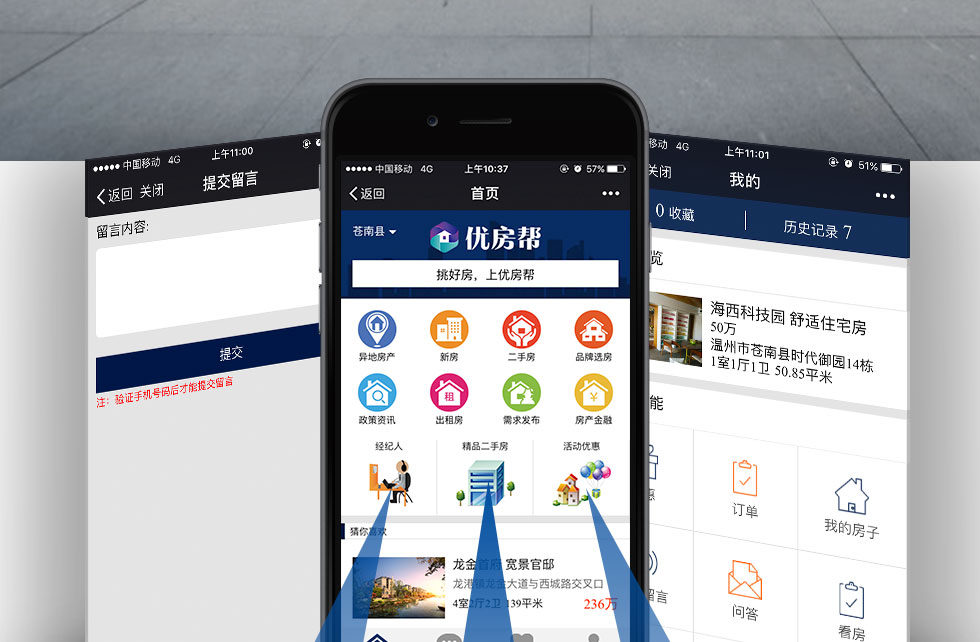 中国移动 4G 上午11:00
返回 关闭 提交留言
留言内容:
提交
注: 验证手机号码后才能提交留言
中国移动 4G 上午10:37 57%
返回 首页
苍南县 优房帮
挑好房，上优房帮
异地房产 新房 二手房 品牌选房
政策资讯 出租房 需求发布 房产金融
经纪人 精品二手房 活动优惠
猜你喜欢
龙金首府 宽景官邸
龙港镇龙金大道与西城路交叉口
4室2厅2卫 139平米 236万
移动 4G 上午11:01 51%
关闭 我的
0 收藏 历史记录 7
览
海西科技园 舒适住宅房
50万
温州市苍南县时代御园14栋
1室1厅1卫 50.85平米
能
惠 订单 我的房子
留言 问答 看房